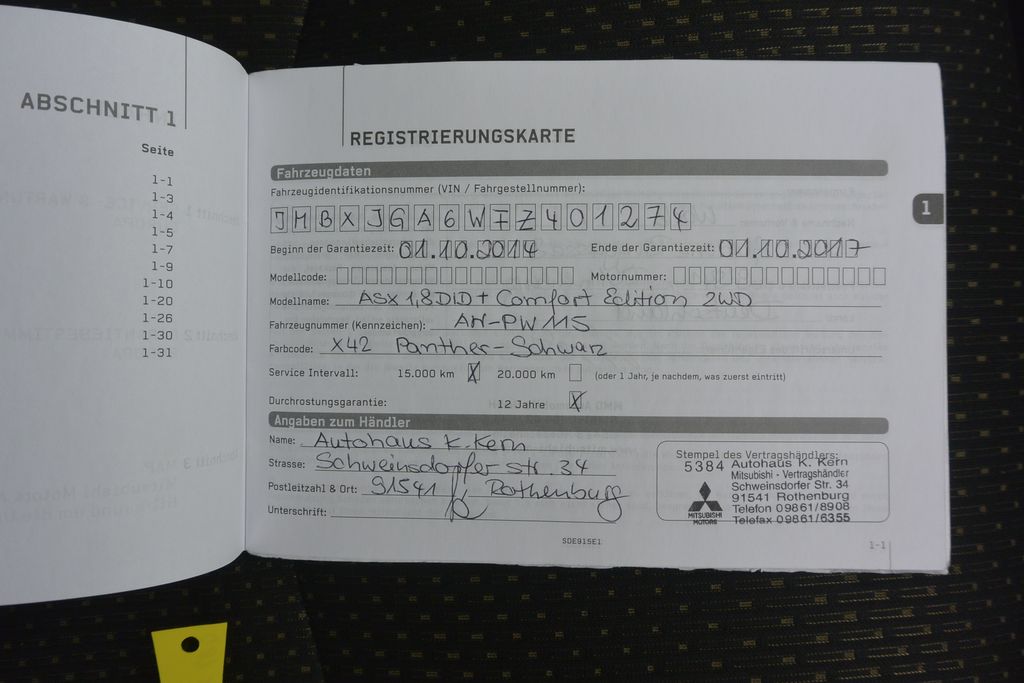 ABSCHNITT 1
Seite
1-1
1-3
1-4
1-5
1-7
1-9
1-10
1-20
1-26
1-30
1-31
REGISTRIERUNGSKARTE
Fahrzeugdaten
Fahrzeugidentifikationsnummer (VIN / Fahrgestellnummer):
JMBXJGA6WFZ401274
Beginn der Garantiezeit: 01.10.2014 Ende der Garantiezeit: 01.10.2017
Modellcode: Motornummer:
Modellname: ASX 1,8 DID+ Comfort Edition 2WD
Fahrzeugnummer (Kennzeichen): AN-PW 115
Farbcode: X42 Panther-Schwarz
Service Intervall: 15.000 km X 20.000 km (oder 1 Jahr, je nachdem, was zuerst eintritt)
Durchrostungsgarantie: 12 Jahre X
1
Angaben zum Händler
Name: Autohaus K. Kern
Strasse: Schweinsdorfer Str. 34
Postleitzahl & Ort: 91541 Rothenburg
Unterschrift:
Stempel des Vertragshändlers:
5384 Autohaus K. Kern
Mitsubishi - Vertragshändler
Schweinsdorfer Str. 34
91541 Rothenburg
Telefon 09861/8908
Telefax 09861/6355
MITSUBISHI
MOTORS
SDE915E1
1-1